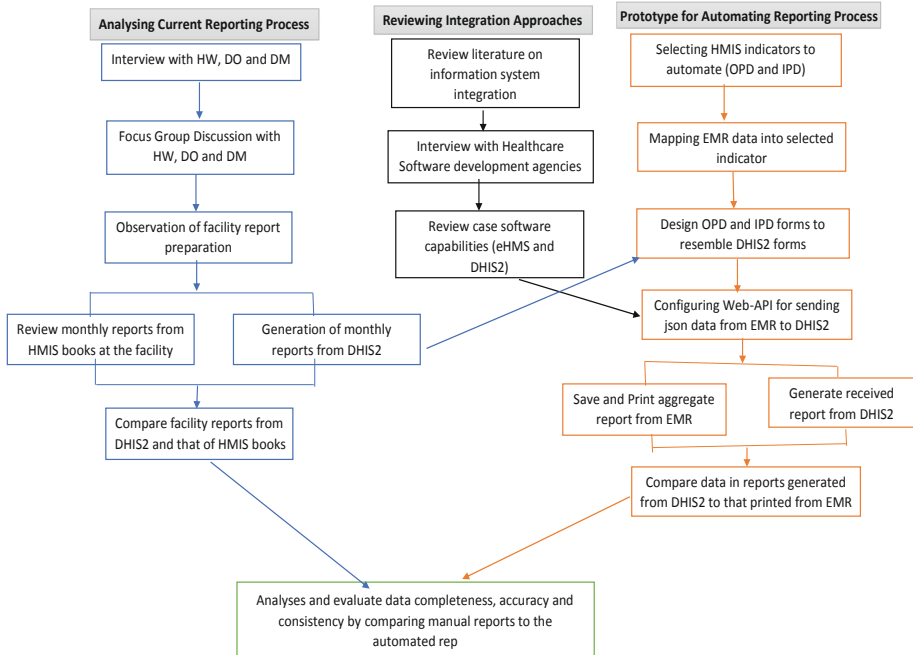 Analysing Current Reporting Process
Interview with HW, DO and DM
Focus Group Discussion with
HW, DO and DM
Observation of facility report
preparation
Review monthly reports from
HMIS books at the facility
Generation of monthly
reports from DHIS2
Compare facility reports from
DHIS2 and that of HMIS books
Reviewing Integration Approaches
Review literature on
information system
integration
Interview with Healthcare
Software development agencies
Review case software
capabilities (eHMS and
DHIS2)
Prototype for Automating Reporting Process
Selecting HMIS indicators to
automate (OPD and IPD)
Mapping EMR data into selected
indicator
Design OPD and IPD forms to
resemble DHIS2 forms
Configuring Web-API for sending
json data from EMR to DHIS2
Save and Print aggregate
report from EMR
Generate received
report from DHIS2
Compare data in reports generated
from DHIS2 to that printed from EMR
Analyses and evaluate data completeness, accuracy and
consistency by comparing manual reports to the
automated rep